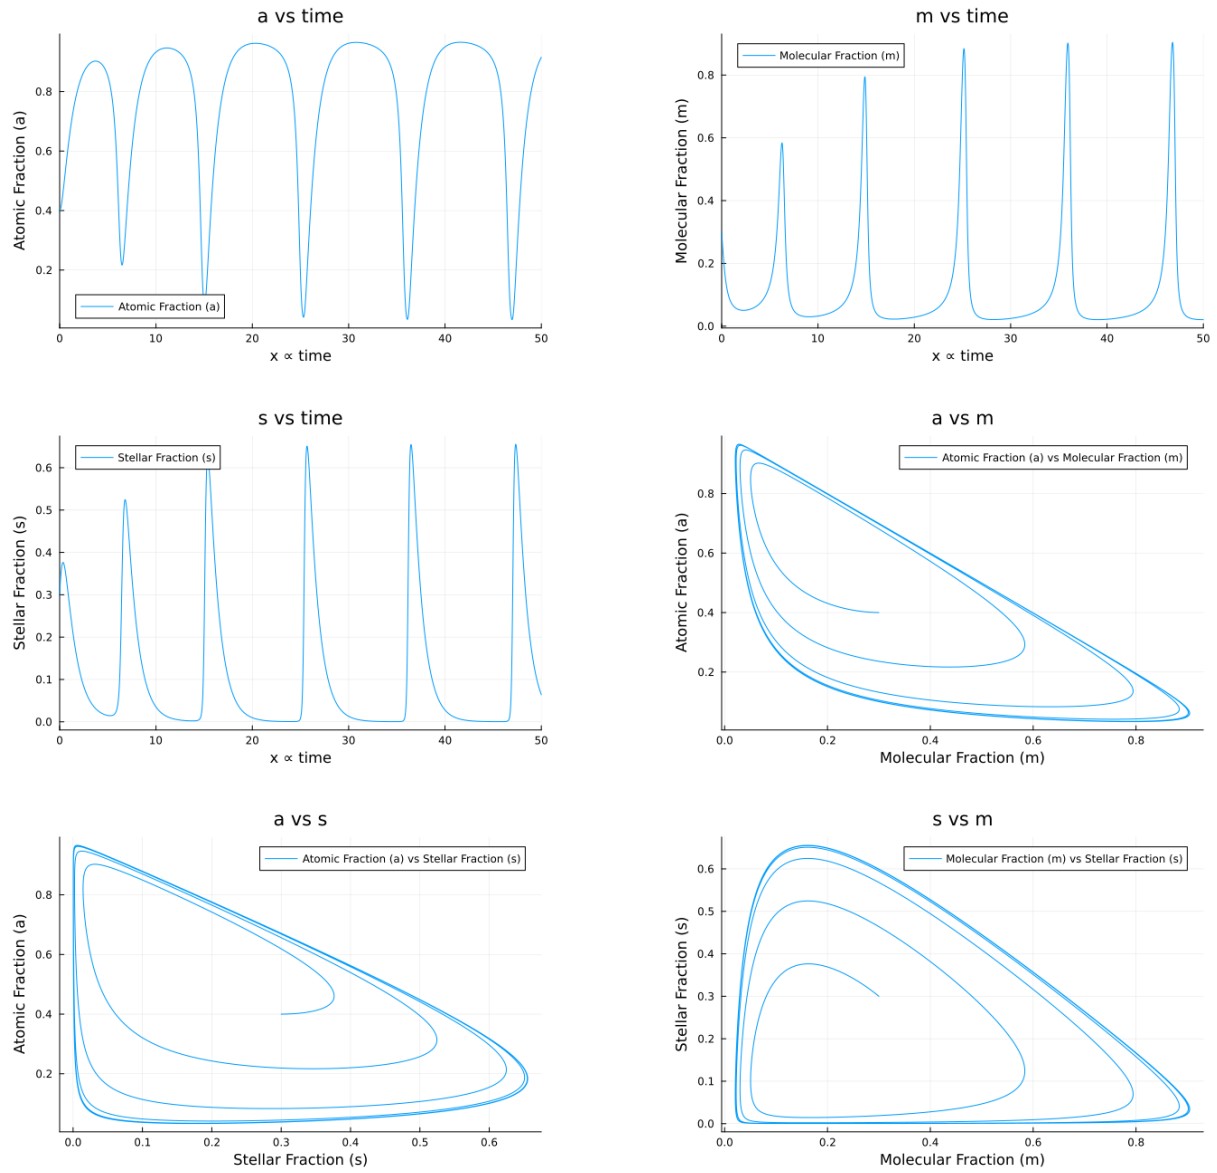 a vs time
Atomic Fraction (a)
0.8
0.6
0.4
0.2
Atomic Fraction (a)
0 10 20 30 40 50
x ∝ time
m vs time
Molecular Fraction (m)
Molecular Fraction (m)
0.8
0.6
0.4
0.2
0.0
0 10 20 30 40 50
x ∝ time
s vs time
Stellar Fraction (s)
Stellar Fraction (s)
0.6
0.5
0.4
0.3
0.2
0.1
0.0
0 10 20 30 40 50
x ∝ time
a vs m
Atomic Fraction (a) vs Molecular Fraction (m)
Atomic Fraction (a)
0.8
0.6
0.4
0.2
0.0 0.2 0.4 0.6 0.8
Molecular Fraction (m)
a vs s
Atomic Fraction (a) vs Stellar Fraction (s)
Atomic Fraction (a)
0.8
0.6
0.4
0.2
0.0 0.1 0.2 0.3 0.4 0.5 0.6
Stellar Fraction (s)
s vs m
Molecular Fraction (m) vs Stellar Fraction (s)
Stellar Fraction (s)
0.6
0.5
0.4
0.3
0.2
0.1
0.0
0.0 0.2 0.4 0.6 0.8
Molecular Fraction (m)